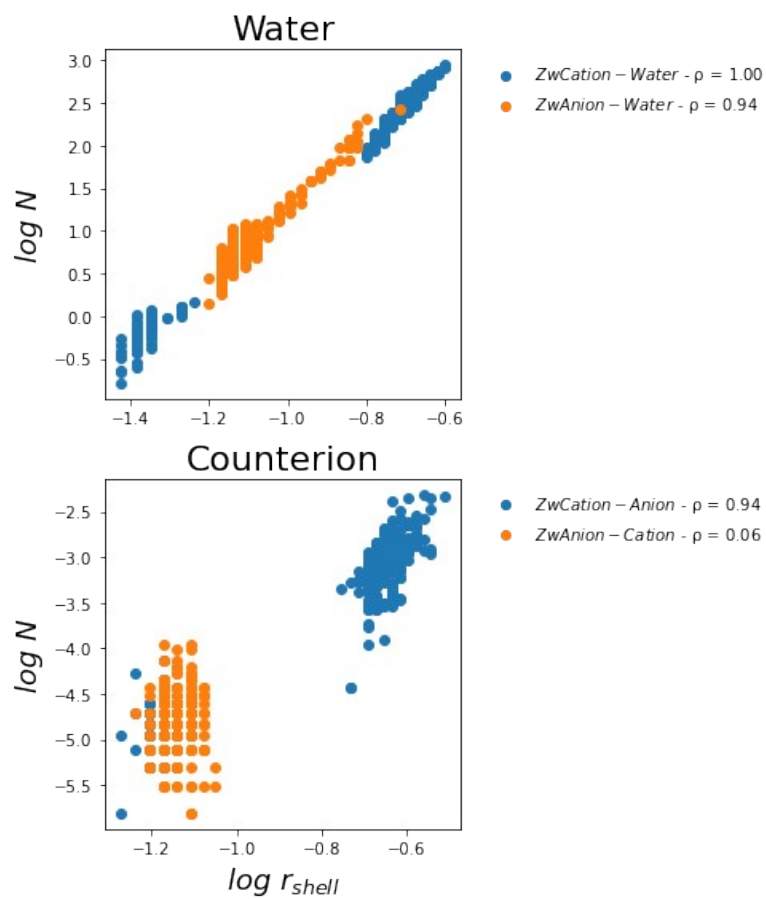 Water
ZwCation − Water - ρ = 1.00
ZwAnion − Water - ρ = 0.94
3.0
2.5
2.0
1.5
1.0
0.5
0.0
−0.5
log N
−1.4 −1.2 −1.0 −0.8 −0.6
Counterion
ZwCation − Anion - ρ = 0.94
ZwAnion − Cation - ρ = 0.06
−2.5
−3.0
−3.5
−4.0
−4.5
−5.0
−5.5
log N
−1.2 −1.0 −0.8 −0.6
log r_shell